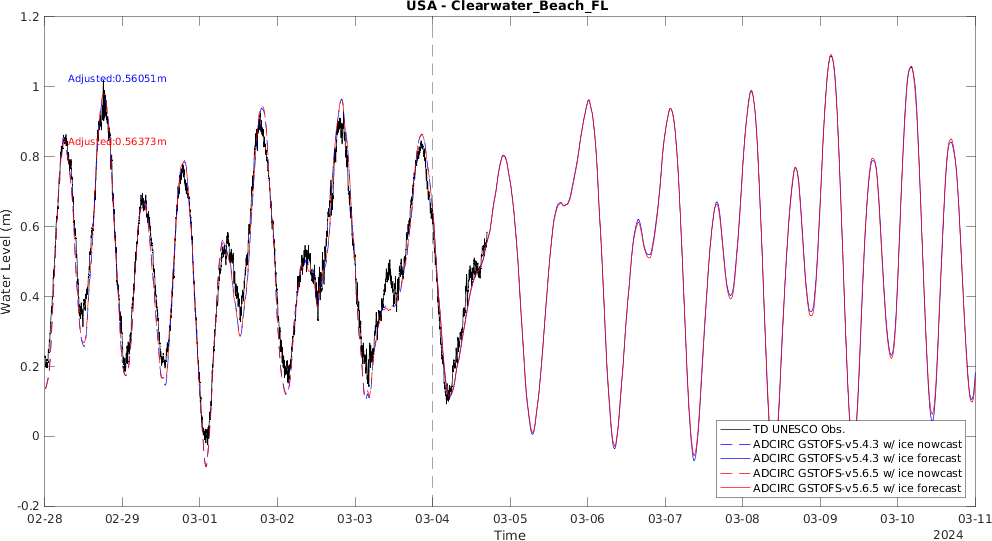 USA - Clearwater_Beach_FL
Adjusted:0.56051m
Adjusted:0.56373m
Water Level (m)
1.2
1
0.8
0.6
0.4
0.2
0
-0.2
TD UNESCO Obs.
ADCIRC GSTOFS-v5.4.3 w/ ice nowcast
ADCIRC GSTOFS-v5.4.3 w/ ice forecast
ADCIRC GSTOFS-v5.6.5 w/ ice nowcast
ADCIRC GSTOFS-v5.6.5 w/ ice forecast
02-28 02-29 03-01 03-02 03-03 03-04 03-05 03-06 03-07 03-08 03-09 03-10 03-11
Time
2024